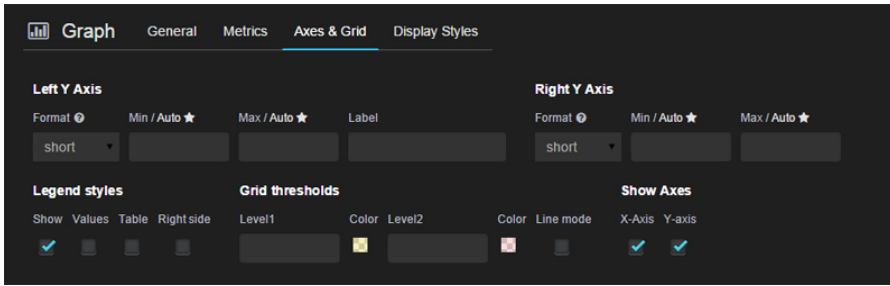 Graph General Metrics Axes & Grid Display Styles
Left Y Axis Right Y Axis
Format Min / Auto Max / Auto Label Format Min / Auto Max / Auto
short short
Legend styles Grid thresholds Show Axes
Show Values Table Right side Level1 Color Level2 Color Line mode X-Axis Y-axis